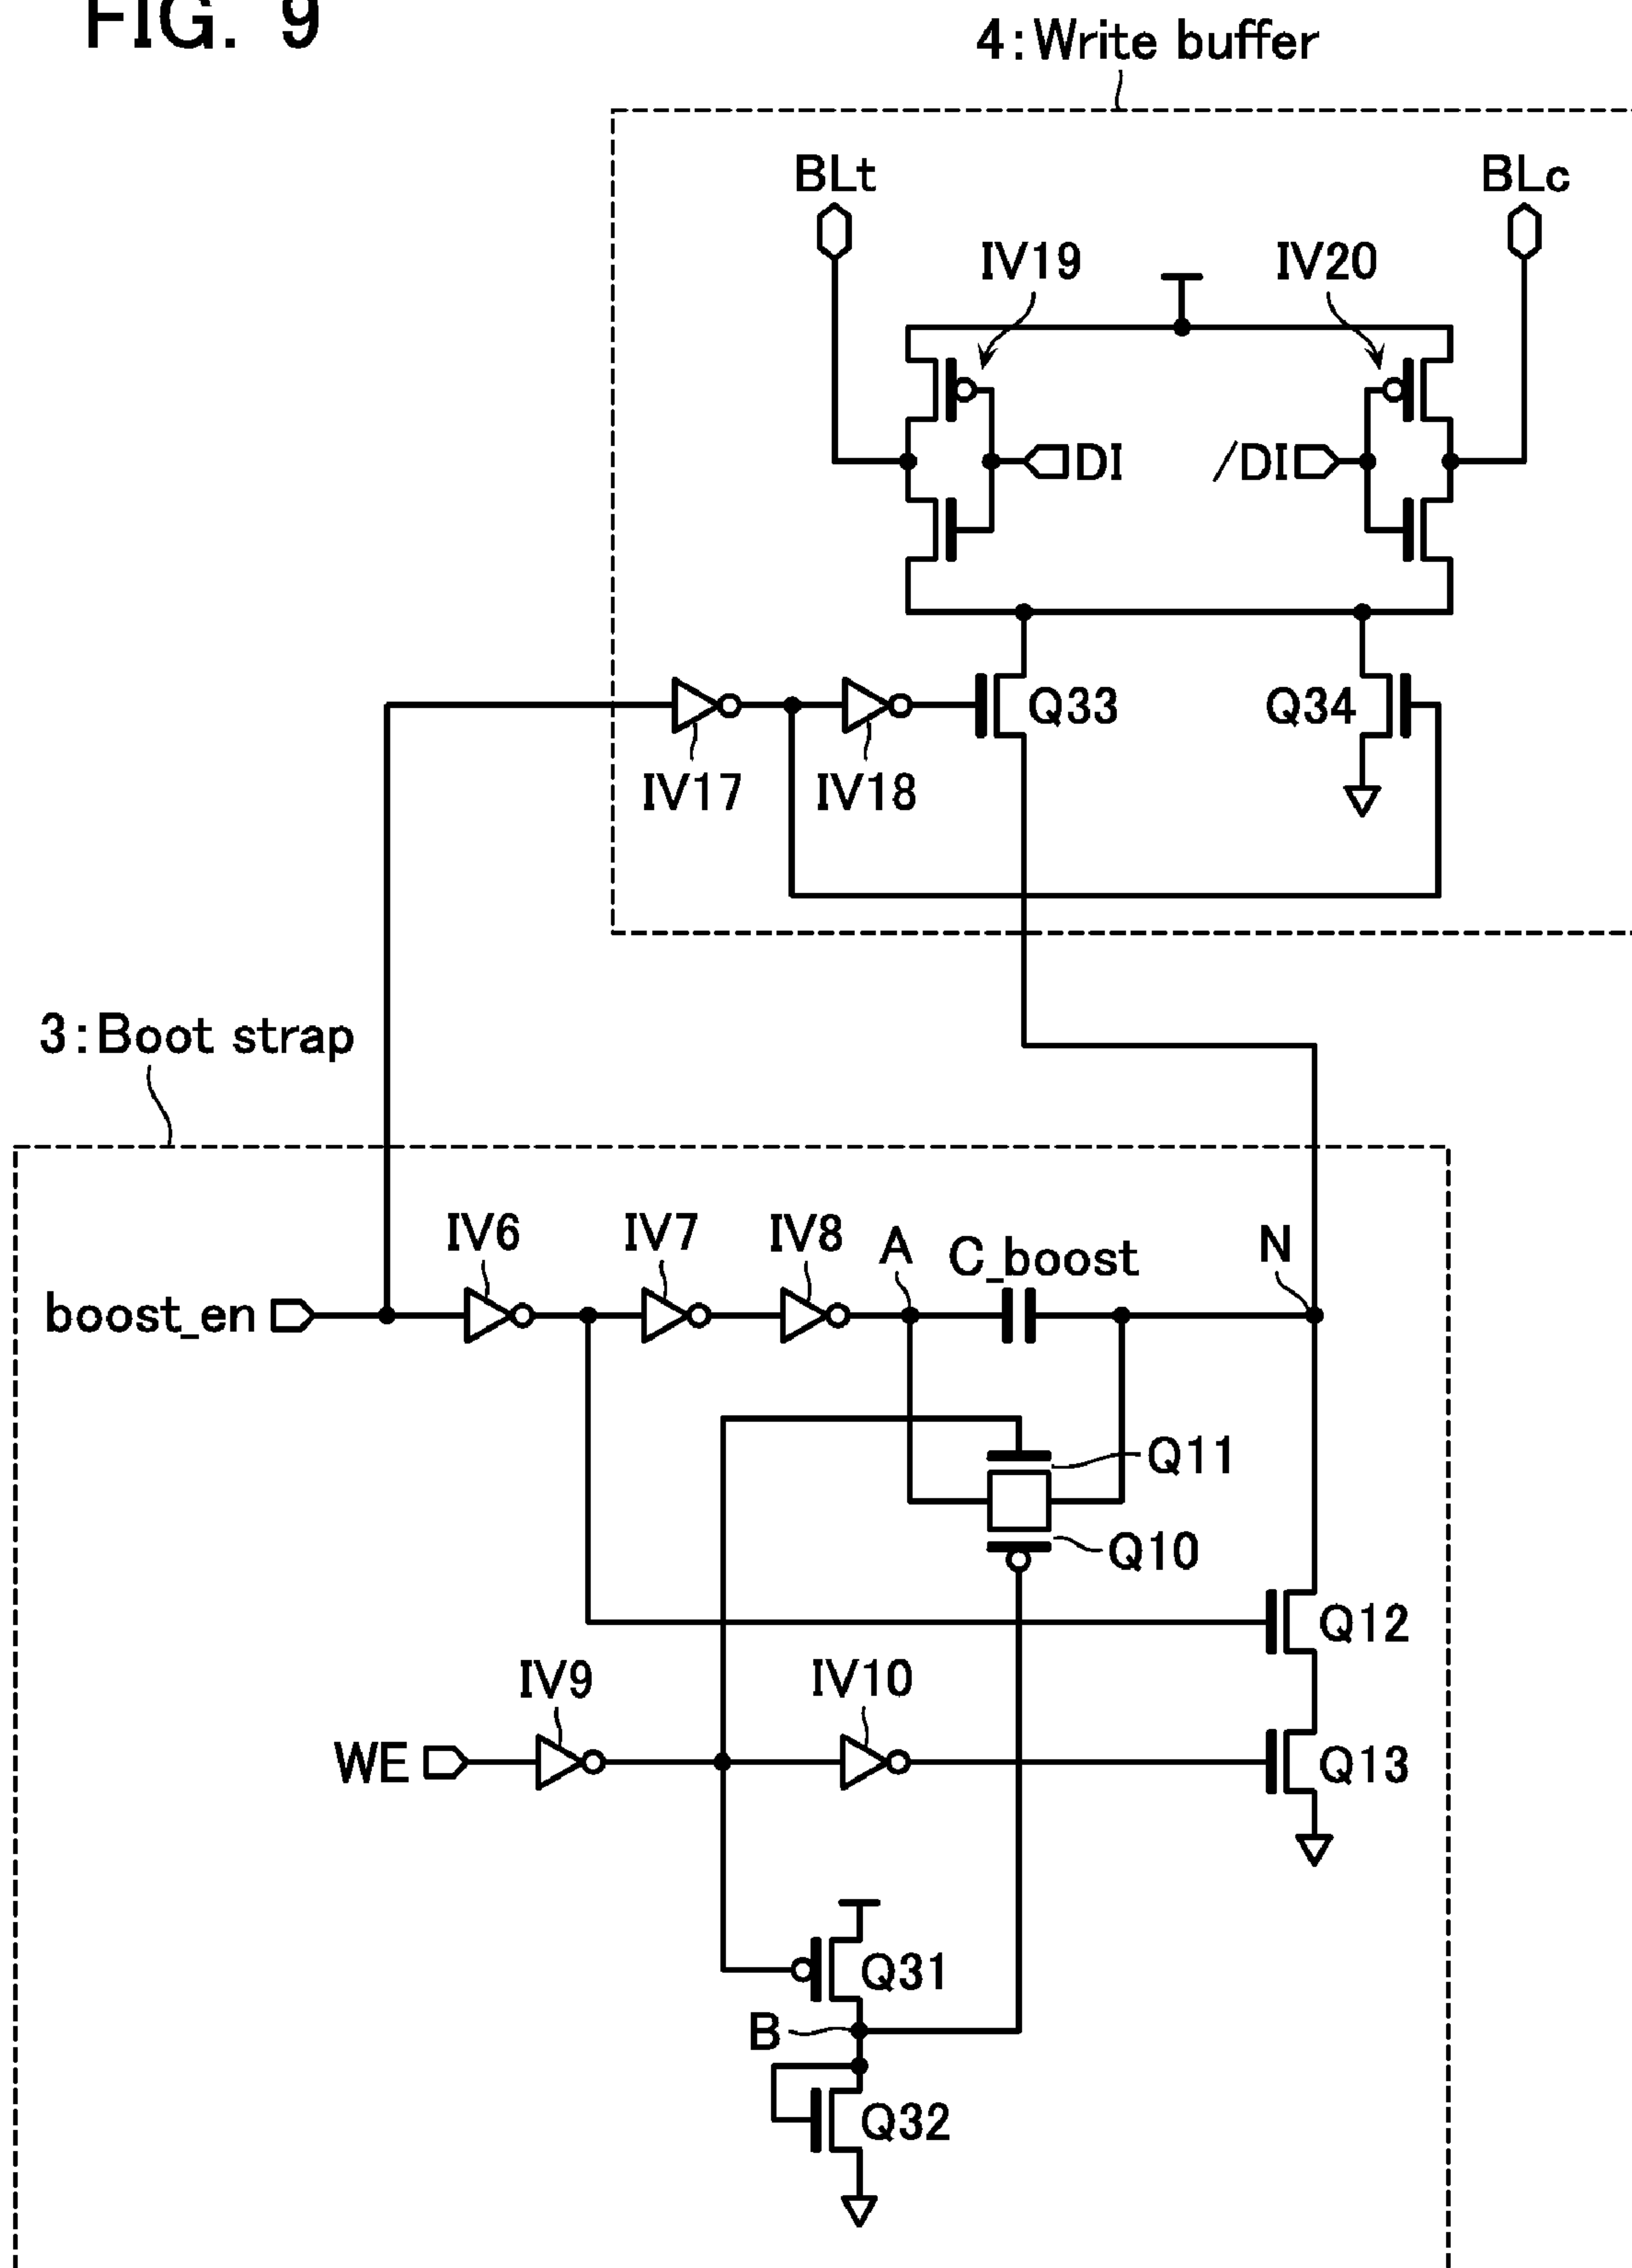 FIG. 9
4:Write buffer
BLt
BLc
IV19
IV20
DI
/DI
Q33
Q34
IV17
IV18
3:Boot strap
IV6
IV7
IV8
A
C_boost
N
boost_en
Q11
Q10
Q12
IV9
IV10
WE
Q13
Q31
B
Q32